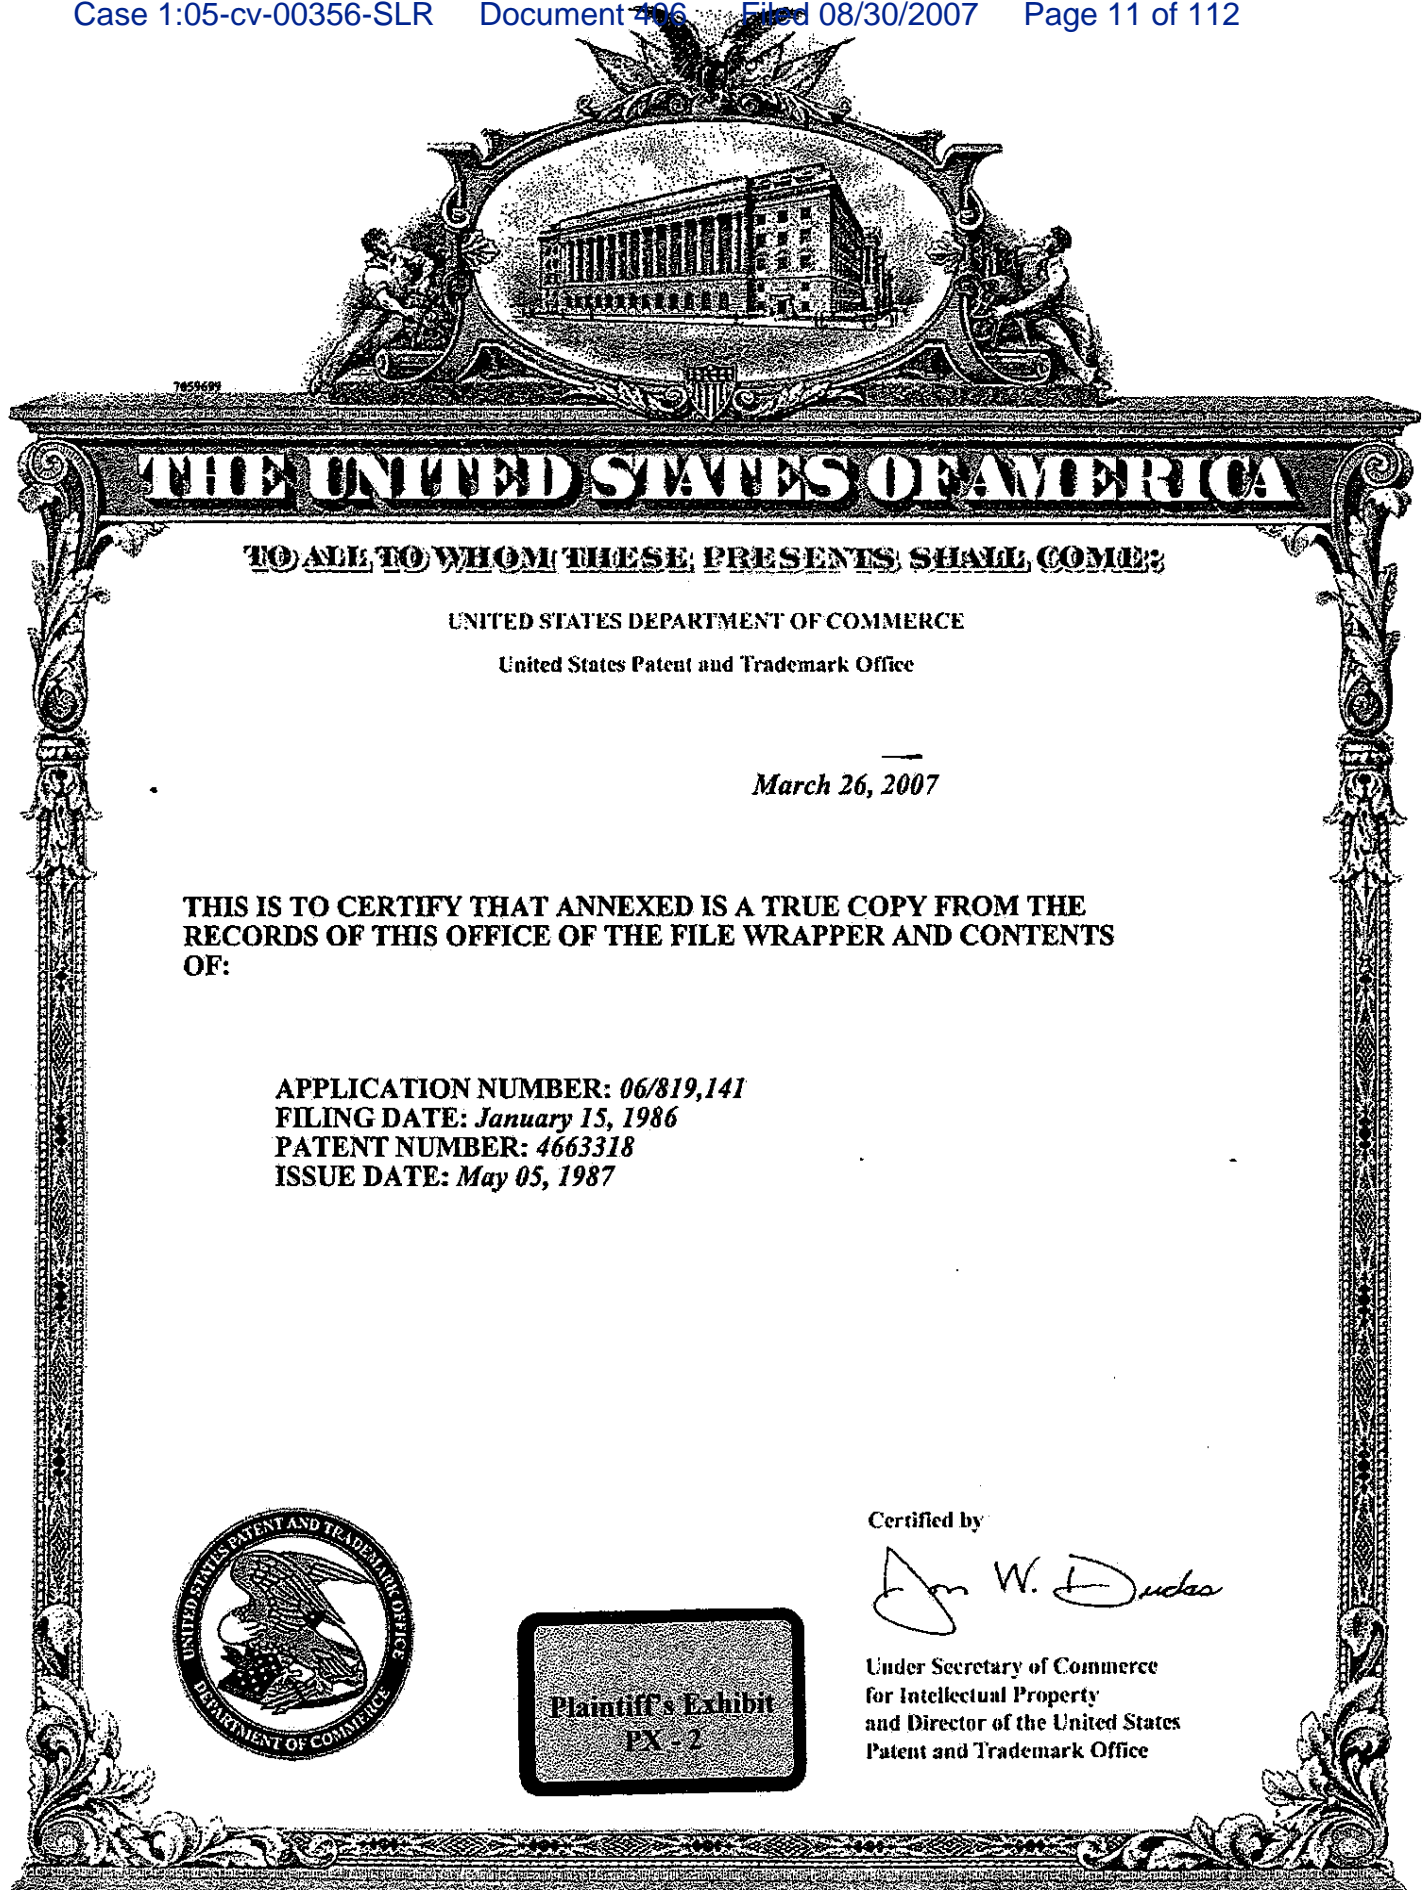 Case 1:05-cv-00356-SLR Document 406 Filed 08/30/2007 Page 11 of 112
7059699
THE UNITED STATES OF AMERICA
TO ALL TO WHOM THESE PRESENTS SHALL COME:
UNITED STATES DEPARTMENT OF COMMERCE
United States Patent and Trademark Office
March 26, 2007
THIS IS TO CERTIFY THAT ANNEXED IS A TRUE COPY FROM THE
RECORDS OF THIS OFFICE OF THE FILE WRAPPER AND CONTENTS
OF:
APPLICATION NUMBER: 06/819,141
FILING DATE: January 15, 1986
PATENT NUMBER: 4663318
ISSUE DATE: May 05, 1987
Certified by
Jon W. Dudas
Under Secretary of Commerce
for Intellectual Property
and Director of the United States
Patent and Trademark Office
UNITED STATES PATENT AND TRADEMARK OFFICE
DEPARTMENT OF COMMERCE
Plaintiff's Exhibit
PX - 2